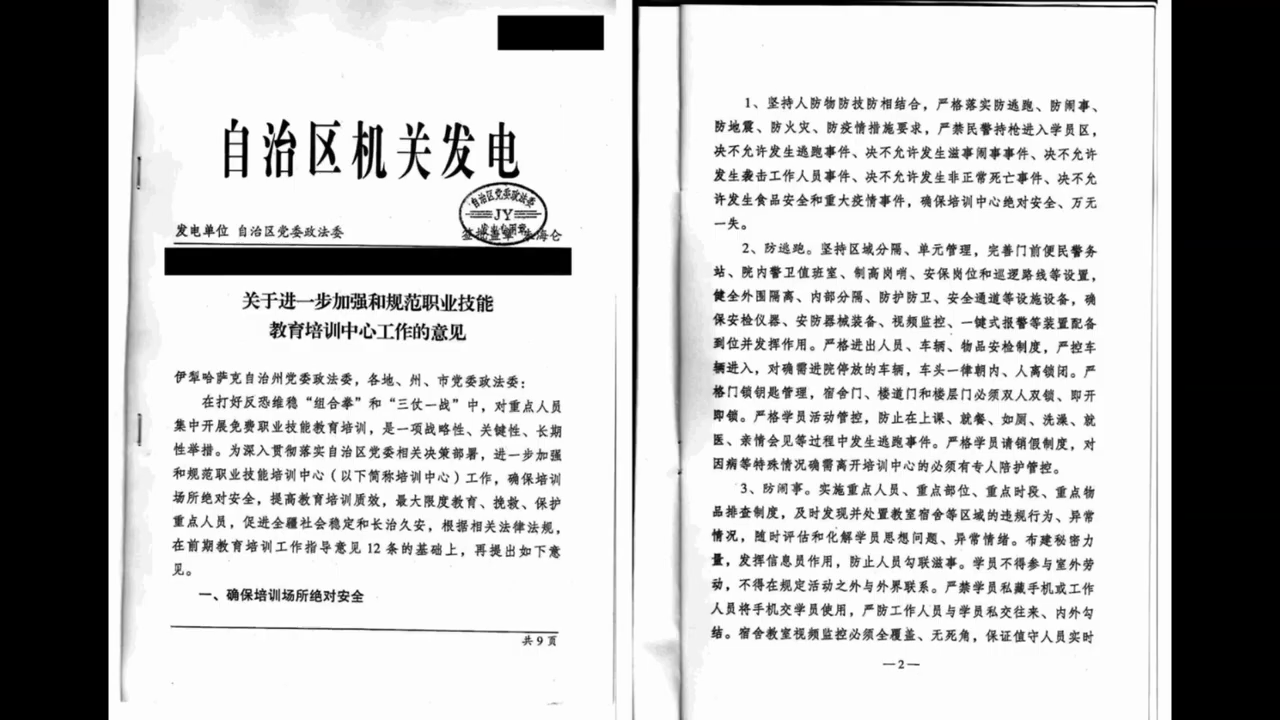 自治区机关发电
自治区党委政法委
JY
发电单位 自治区党委政法委
签批盖章 朱海仑
关于进一步加强和规范职业技能
教育培训中心工作的意见
伊犁哈萨克自治州党委政法委，各地、州、市党委政法委：
在打好反恐维稳“组合拳”和“三仗一战”中，对重点人员
集中开展免费职业技能教育培训，是一项战略性、关键性、长期
性举措。为深入贯彻落实自治区党委相关决策部署，进一步加强
和规范职业技能培训中心（以下简称培训中心）工作，确保培训
场所绝对安全，提高教育培训质效，最大限度教育、挽救、保护
重点人员，促进全疆社会稳定和长治久安，根据相关法律法规，
在前期教育培训工作指导意见12条的基础上，再提出如下意
见。
一、确保培训场所绝对安全
共9页
1、坚持人防物防技防相结合，严格落实防逃跑、防闹事、
防地震、防火灾、防疫情措施要求，严禁民警持枪进入学员区，
决不允许发生逃跑事件、决不允许发生滋事闹事事件、决不允许
发生袭击工作人员事件、决不允许发生非正常死亡事件、决不允
许发生食品安全和重大疫情事件，确保培训中心绝对安全、万无
一失。
2、防逃跑。坚持区域分隔、单元管理，完善门前便民警务
站、院内警卫值班室、制高岗哨、安保岗位和巡逻路线等设置，
健全外围隔离、内部分隔、防护防卫、安全通道等设施设备，确
保安检仪器、安防器械装备、视频监控、一键式报警等装置配备
到位并发挥作用。严格进出人员、车辆、物品安检制度，严控车
辆进入，对确需进院停放的车辆，车头一律朝内、人离锁闭。严
格门锁钥匙管理，宿舍门、楼道门和楼层门必须双人双锁、即开
即锁。严格学员活动管控，防止在上课、就餐、如厕、洗澡、就
医、亲情会见等过程中发生逃跑事件。严格学员请销假制度，对
因病等特殊情况确需离开培训中心的必须有专人陪护管控。
3、防闹事。实施重点人员、重点部位、重点时段、重点物
品排查制度，及时发现并处置教室宿舍等区域的违规行为、异常
情况，随时评估和化解学员思想问题、异常情绪。布建秘密力
量，发挥信息员作用，防止人员勾联滋事。学员不得参与室外劳
动，不得在规定活动之外与外界联系。严禁学员私藏手机或工作
人员将手机交学员使用，严防工作人员与学员私交往来、内外勾
结。宿舍教室视频监控必须全覆盖、无死角，保证值守人员实时
—2—